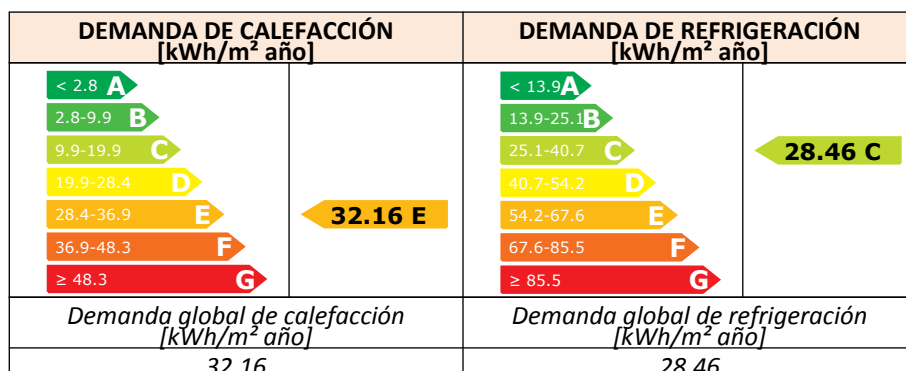 DEMANDA DE CALEFACCIÓN
[kWh/m² año]
DEMANDA DE REFRIGERACIÓN
[kWh/m² año]
< 2.8 A
2.8-9.9 B
9.9-19.9 C
19.9-28.4 D
28.4-36.9 E
36.9-48.3 F
≥ 48.3 G
32.16 E
< 13.9 A
13.9-25.1 B
25.1-40.7 C
40.7-54.2 D
54.2-67.6 E
67.6-85.5 F
≥ 85.5 G
28.46 C
Demanda global de calefacción
[kWh/m² año]
Demanda global de refrigeración
[kWh/m² año]
32.16
28.46